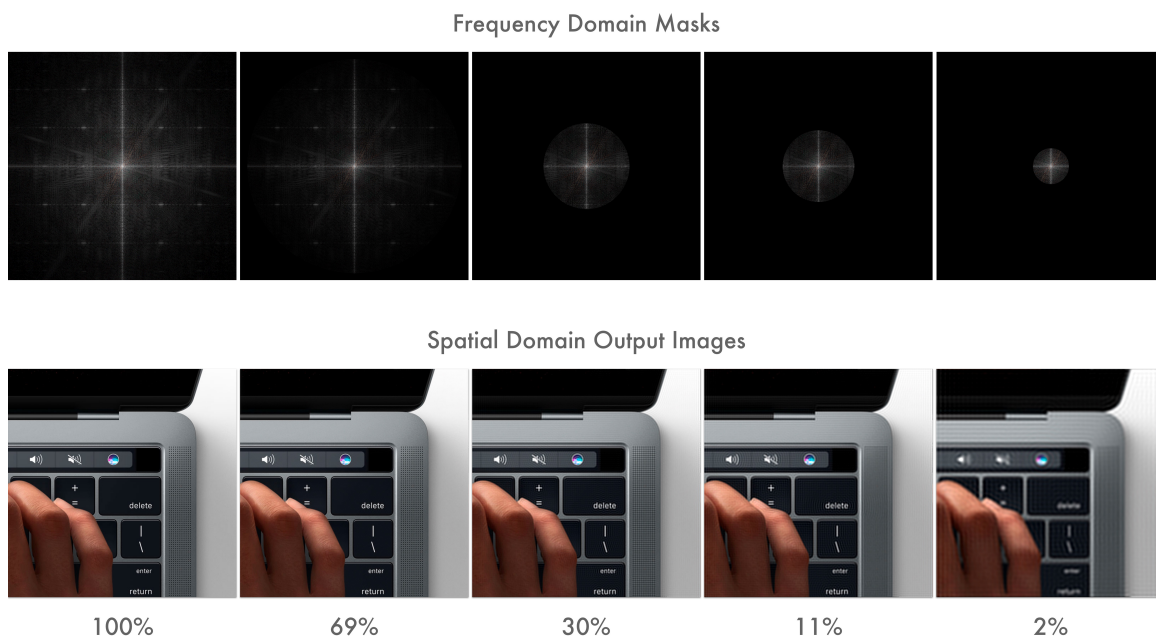 Frequency Domain Masks
Spatial Domain Output Images
+
=
delete
|
\
enter
return
+
=
delete
|
\
enter
return
+
=
delete
|
\
enter
return
+
=
delete
|
\
enter
return
+
=
delete
|
\
enter
return
100%
69%
30%
11%
2%